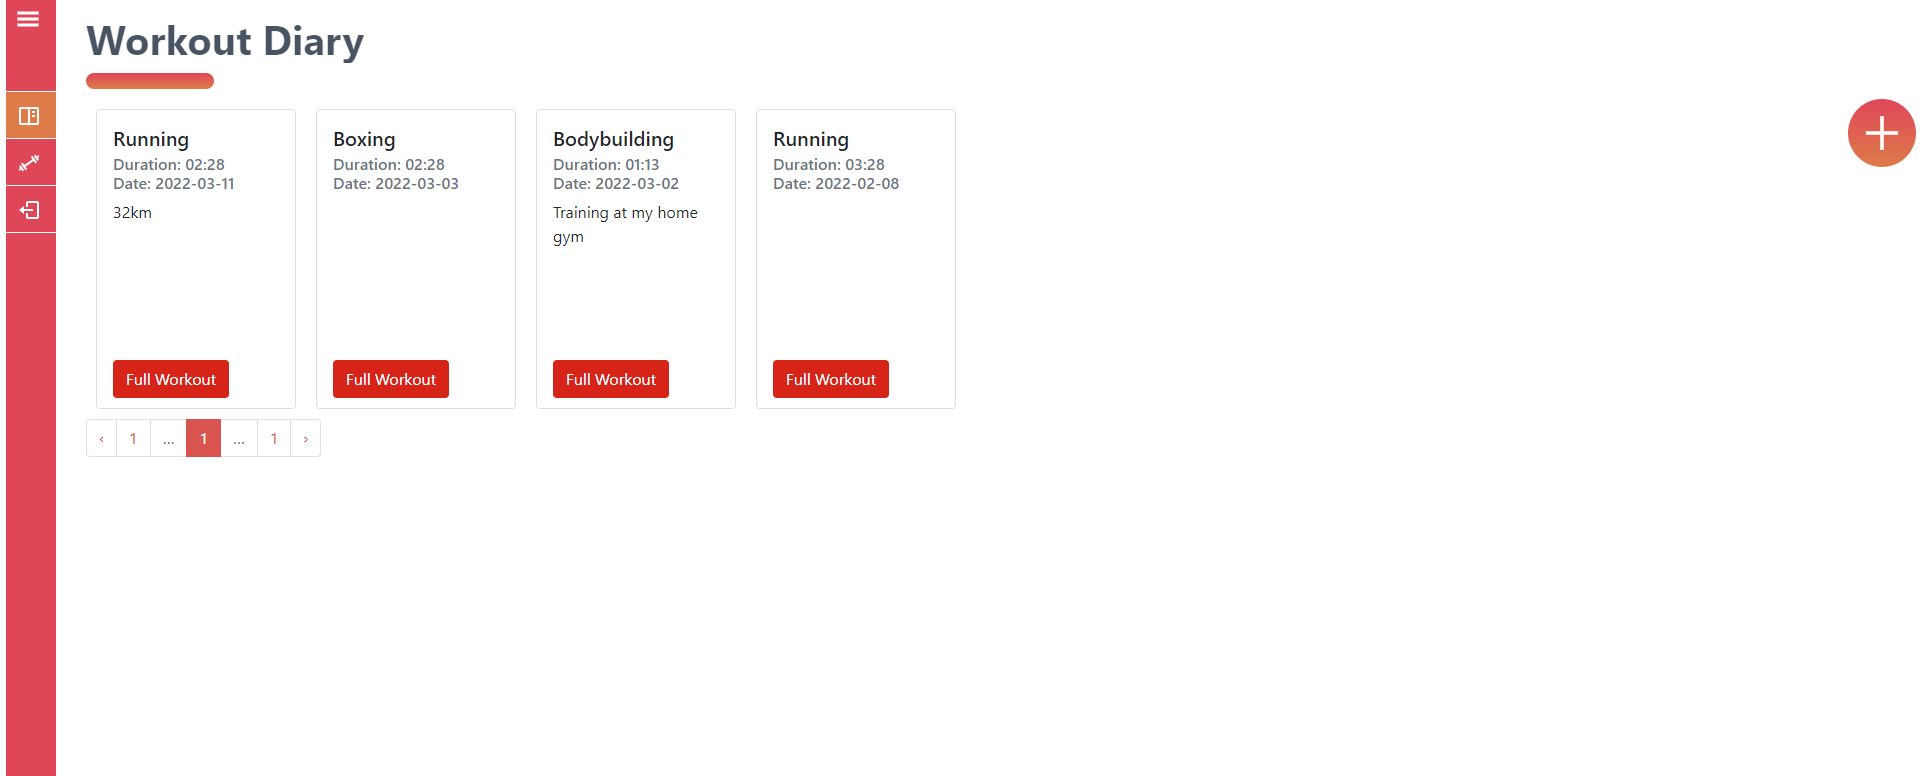 Workout Diary
Running
Duration: 02:28
Date: 2022-03-11
32km
Full Workout
Boxing
Duration: 02:28
Date: 2022-03-03
Full Workout
Bodybuilding
Duration: 01:13
Date: 2022-03-02
Training at my home
gym
Full Workout
Running
Duration: 03:28
Date: 2022-02-08
Full Workout
‹ 1 ... 1 ... 1 ›